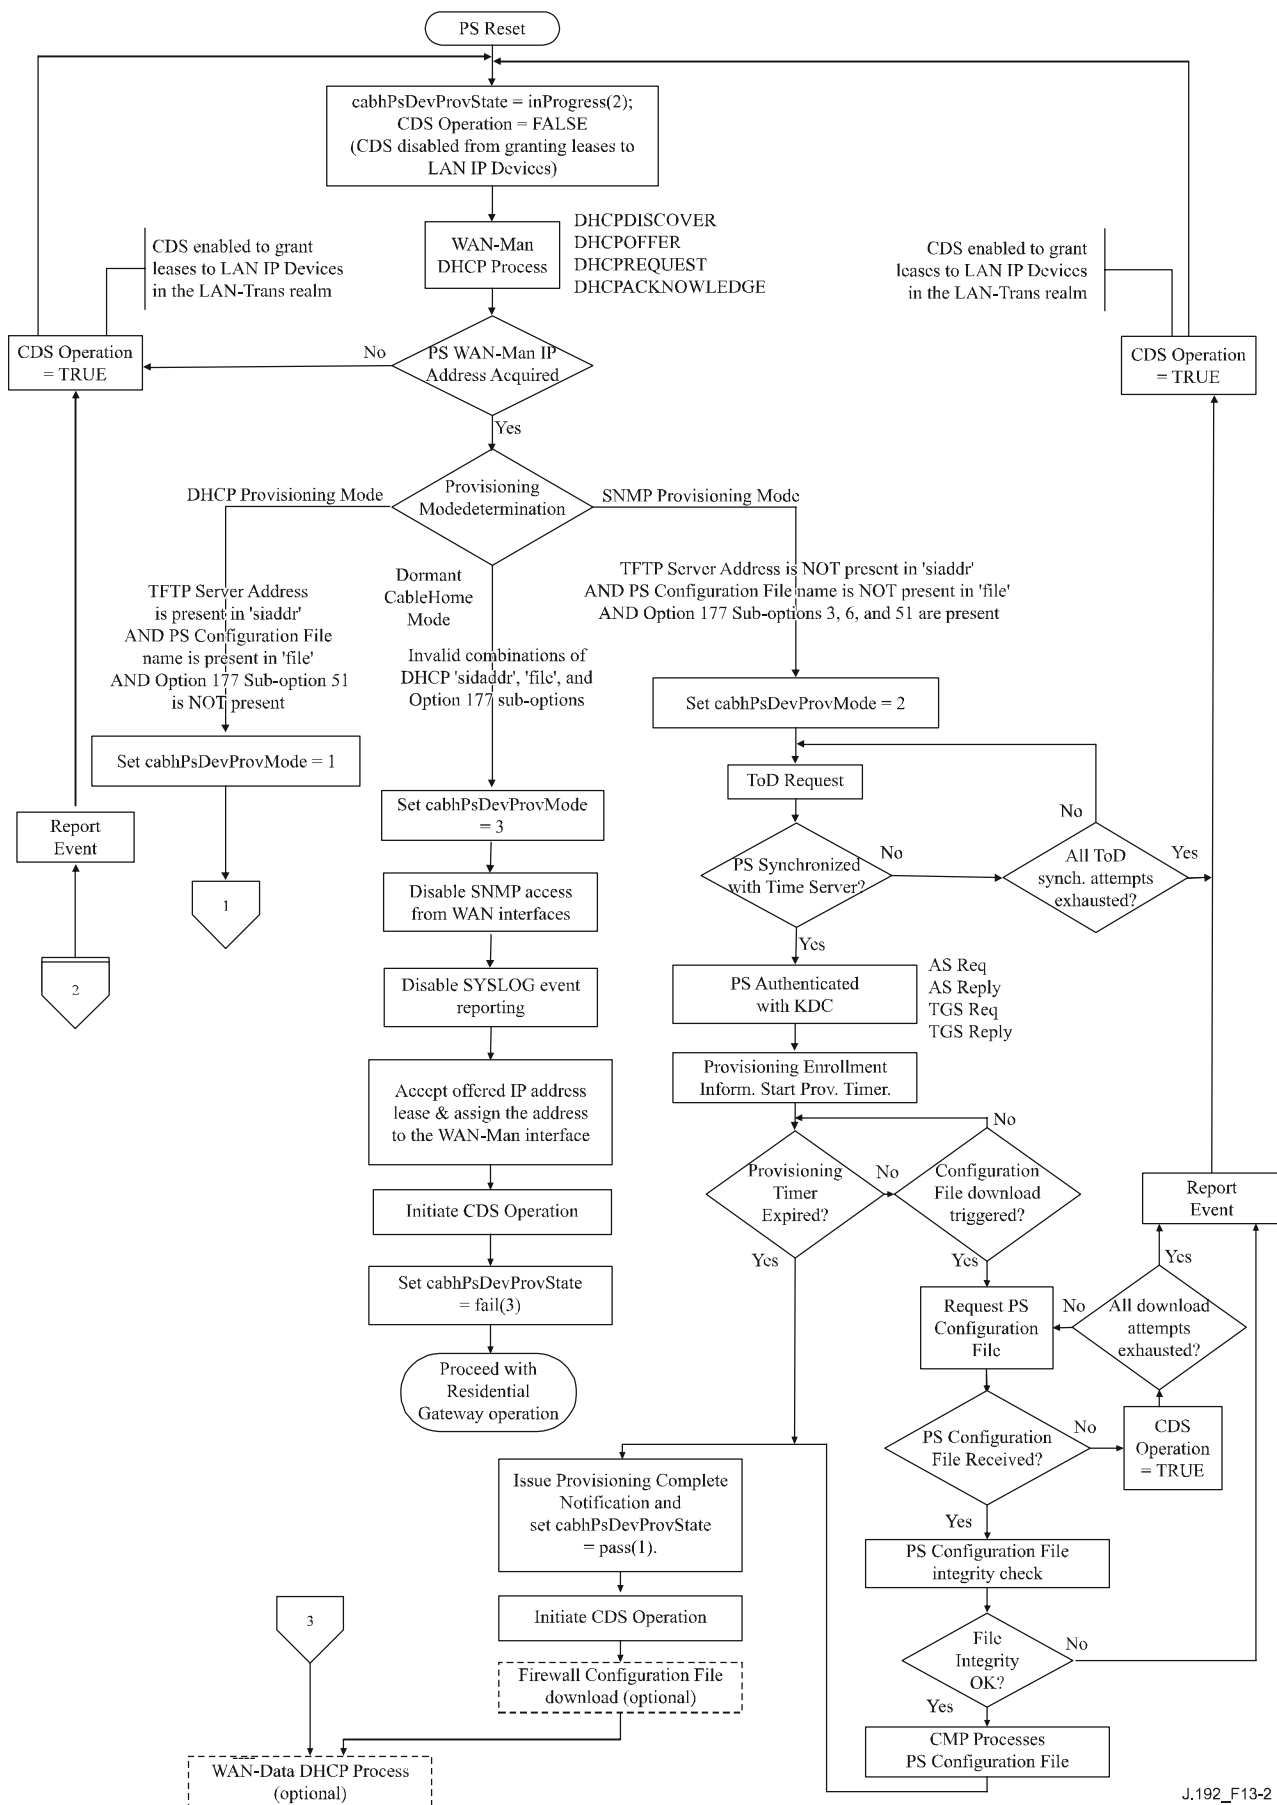 PS Reset
cabhPsDevProvState = inProgress(2);
CDS Operation = FALSE
(CDS disabled from granting leases to
LAN IP Devices)
WAN-Man
DHCP Process
DHCPDISCOVER
DHCPOFFER
DHCPREQUEST
DHCPACKNOWLEDGE
CDS enabled to grant
leases to LAN IP Devices
in the LAN-Trans realm
CDS enabled to grant
leases to LAN IP Devices
in the LAN-Trans realm
CDS Operation
= TRUE
No
PS WAN-Man IP
Address Acquired
CDS Operation
= TRUE
Yes
DHCP Provisioning Mode
Provisioning
Modedetermination
SNMP Provisioning Mode
TFTP Server Address
is present in 'siaddr'
AND PS Configuration File
name is present in 'file'
AND Option 177 Sub-option 51
is NOT present
Dormant
CableHome
Mode
Invalid combinations of
DHCP 'sidaddr', 'file', and
Option 177 sub-options
TFTP Server Address is NOT present in 'siaddr'
AND PS Configuration File name is NOT present in 'file'
AND Option 177 Sub-options 3, 6, and 51 are present
Set cabhPsDevProvMode = 2
Set cabhPsDevProvMode = 1
ToD Request
Set cabhPsDevProvMode
= 3
No
Report
Event
PS Synchronized
with Time Server?
No
All ToD
synch. attempts
exhausted?
Yes
1
Disable SNMP access
from WAN interfaces
Yes
2
Disable SYSLOG event
reporting
PS Authenticated
with KDC
AS Req
AS Reply
TGS Req
TGS Reply
Provisioning Enrollment
Inform. Start Prov. Timer.
Accept offered IP address
lease & assign the address
to the WAN-Man interface
No
Provisioning
Timer
Expired?
No
Configuration
File download
triggered?
Report
Event
Initiate CDS Operation
Yes
Yes
Yes
Set cabhPsDevProvState
= fail(3)
Request PS
Configuration
File
No
All download
attempts
exhausted?
Proceed with
Residential
Gateway operation
PS Configuration
File Received?
No
CDS
Operation
= TRUE
Issue Provisioning Complete
Notification and
set cabhPsDevProvState
= pass(1).
Yes
PS Configuration File
integrity check
3
Initiate CDS Operation
File
Integrity
OK?
No
Firewall Configuration File
download (optional)
Yes
CMP Processes
PS Configuration File
WAN-Data DHCP Process
(optional)
J.192_F13-2